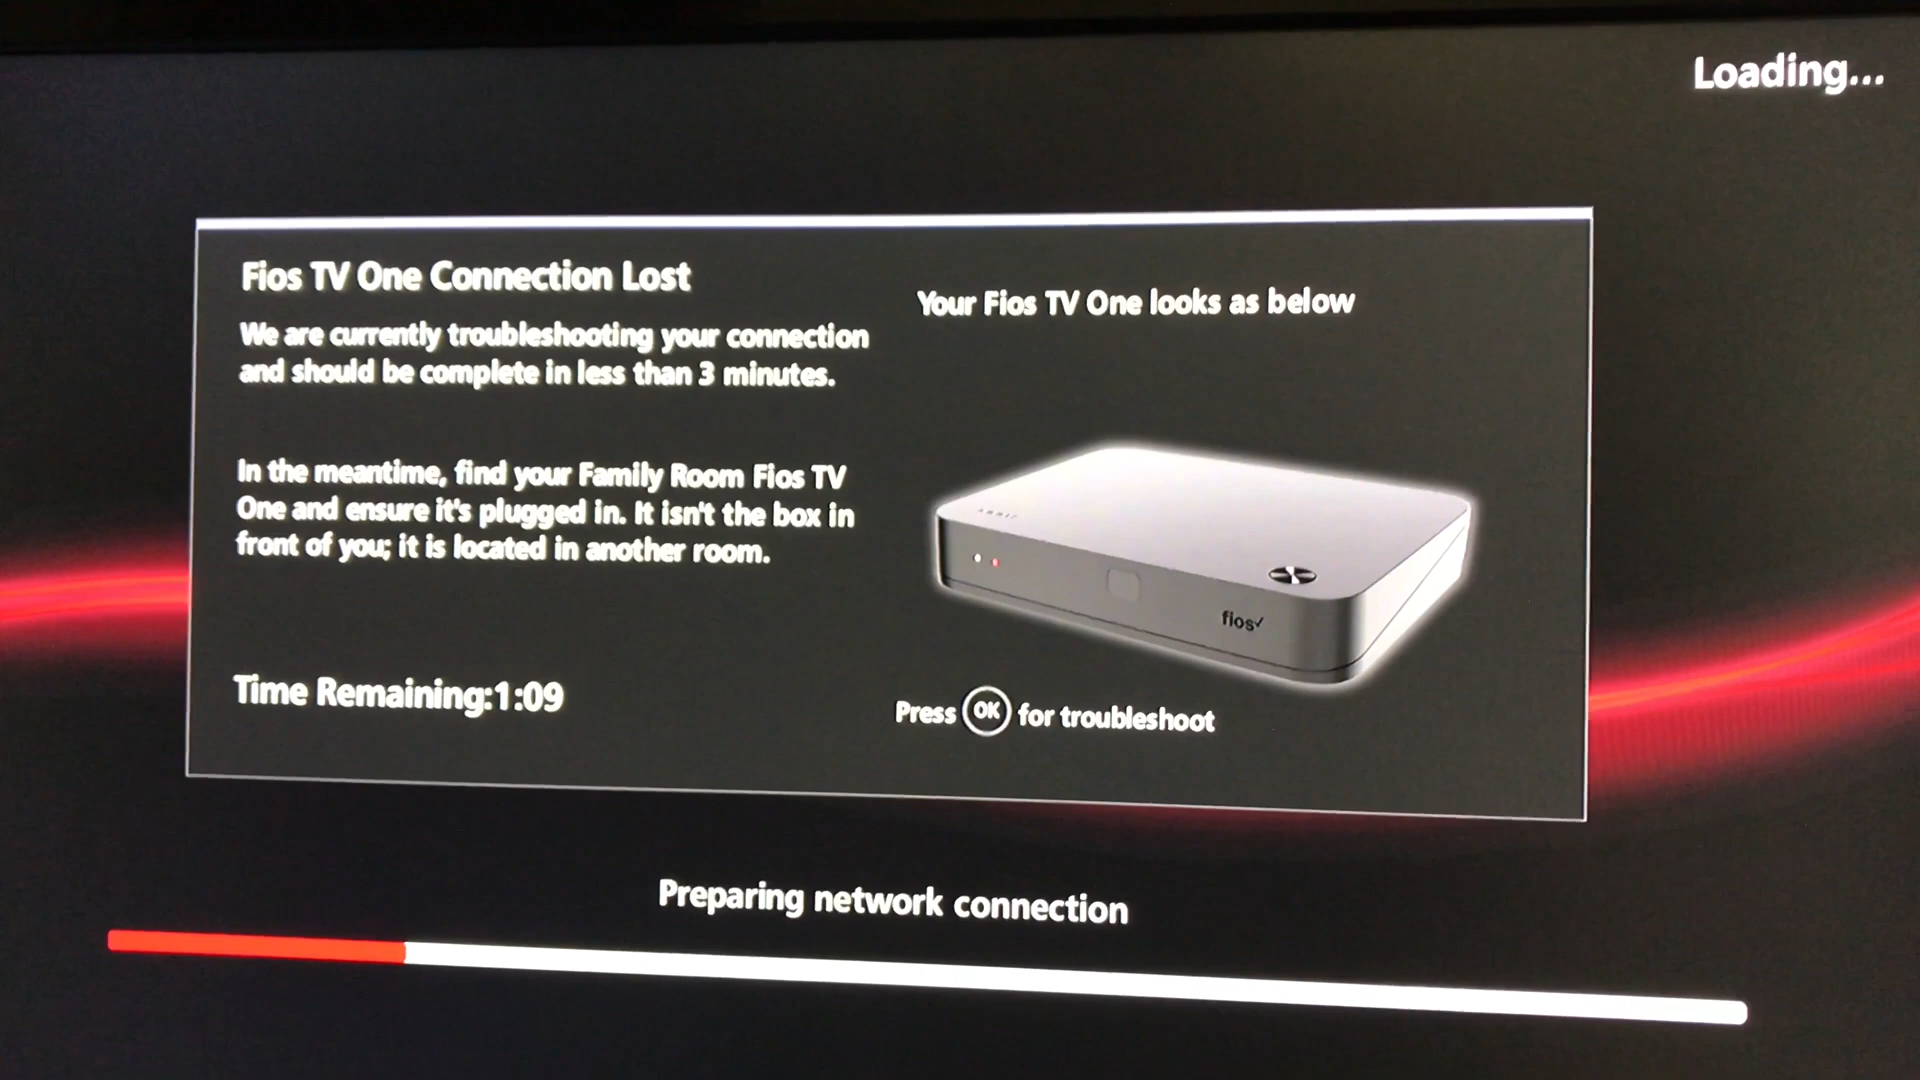 Loading...
Fios TV One Connection Lost
We are currently troubleshooting your connection
and should be complete in less than 3 minutes.
In the meantime, find your Family Room Fios TV
One and ensure it's plugged in. It isn't the box in
front of you; it is located in another room.
Time Remaining:1:09
Your Fios TV One looks as below
fios✓
Press OK for troubleshoot
Preparing network connection